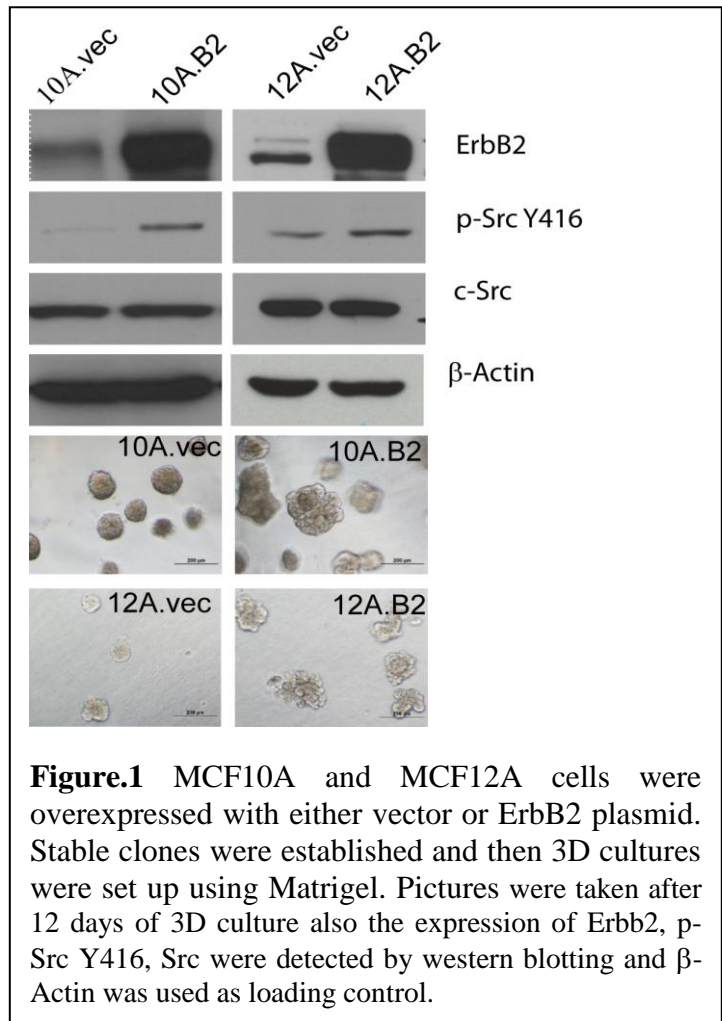 10A.vec 10A.B2 12A.vec 12A.B2
ErbB2
p-Src Y416
c-Src
β-Actin
10A.vec 10A.B2
200 µm
12A.vec 12A.B2
Figure.1 MCF10A and MCF12A cells were
overexpressed with either vector or ErbB2 plasmid.
Stable clones were established and then 3D cultures
were set up using Matrigel. Pictures were taken after
12 days of 3D culture also the expression of Erbb2, p-
Src Y416, Src were detected by western blotting and β-
Actin was used as loading control.